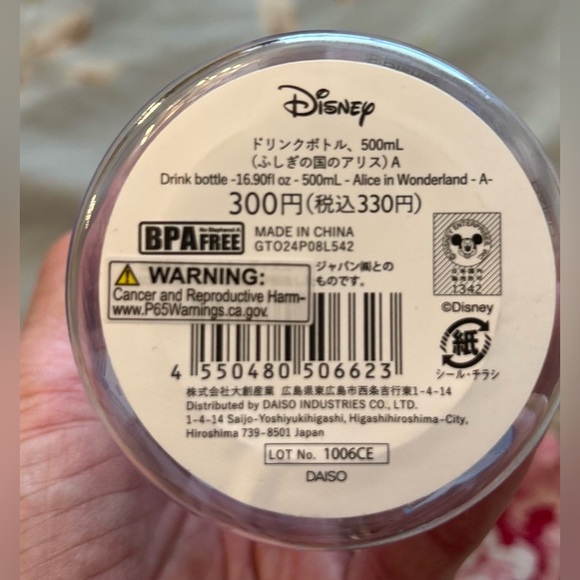 Disney
ドリンクボトル、500mL
(ふしぎの国のアリス)A
Drink bottle -16.90fl oz - 500mL - Alice in Wonderland - A-
300円(税込330円)
BPA FREE
MADE IN CHINA
GTO24P08L542
WARNING:
Cancer and Reproductive Harm-
www.P65Warnings.ca.gov.
ジャパン㈱との
ものです。
1342
©Disney
紙
シール・チラシ
4 550480 506623
株式会社大創産業 広島県東広島市西条吉行東1-4-14
Distributed by DAISO INDUSTRIES CO., LTD.
1-4-14 Saijo-Yoshiyukihigashi, Higashihiroshima-City,
Hiroshima 739-8501 Japan
LOT No. 1006CE
DAISO